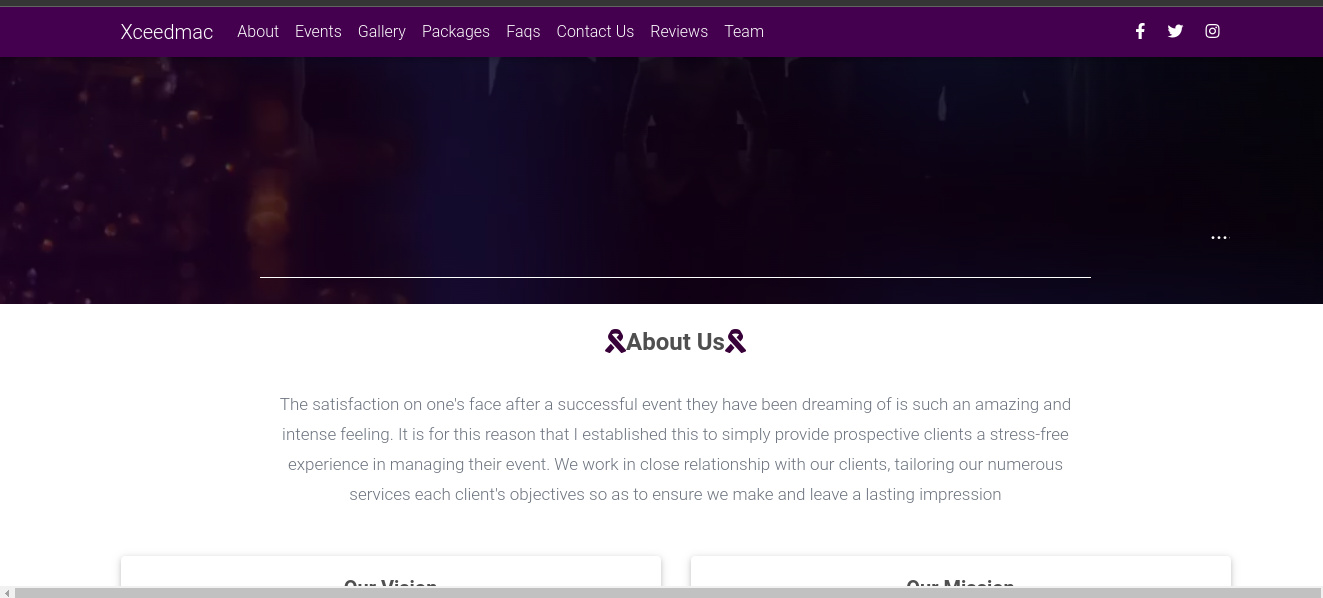 Xceedmac About Events Gallery Packages Faqs Contact Us Reviews Team
...
About Us
The satisfaction on one's face after a successful event they have been dreaming of is such an amazing and
intense feeling. It is for this reason that I established this to simply provide prospective clients a stress-free
experience in managing their event. We work in close relationship with our clients, tailoring our numerous
services each client's objectives so as to ensure we make and leave a lasting impression
Our Vision Our Mission